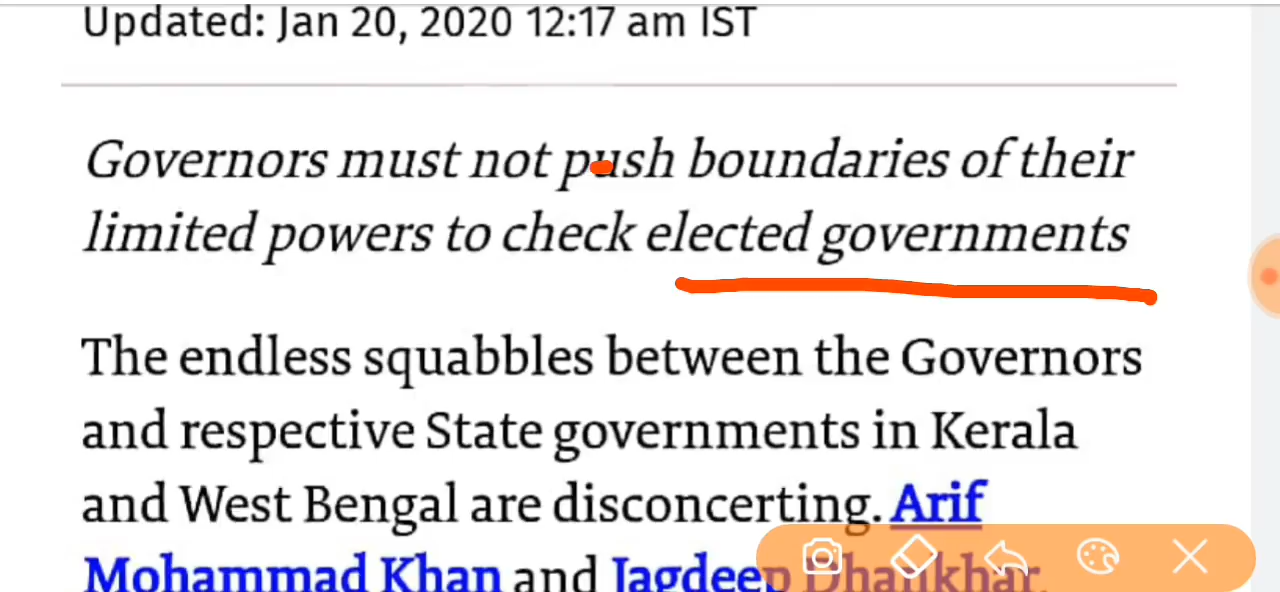 Updated: Jan 20, 2020 12:17 am IST
Governors must not push boundaries of their
limited powers to check elected governments
The endless squabbles between the Governors
and respective State governments in Kerala
and West Bengal are disconcerting. Arif
Mohammad Khan and Jagdeep Dhankhar